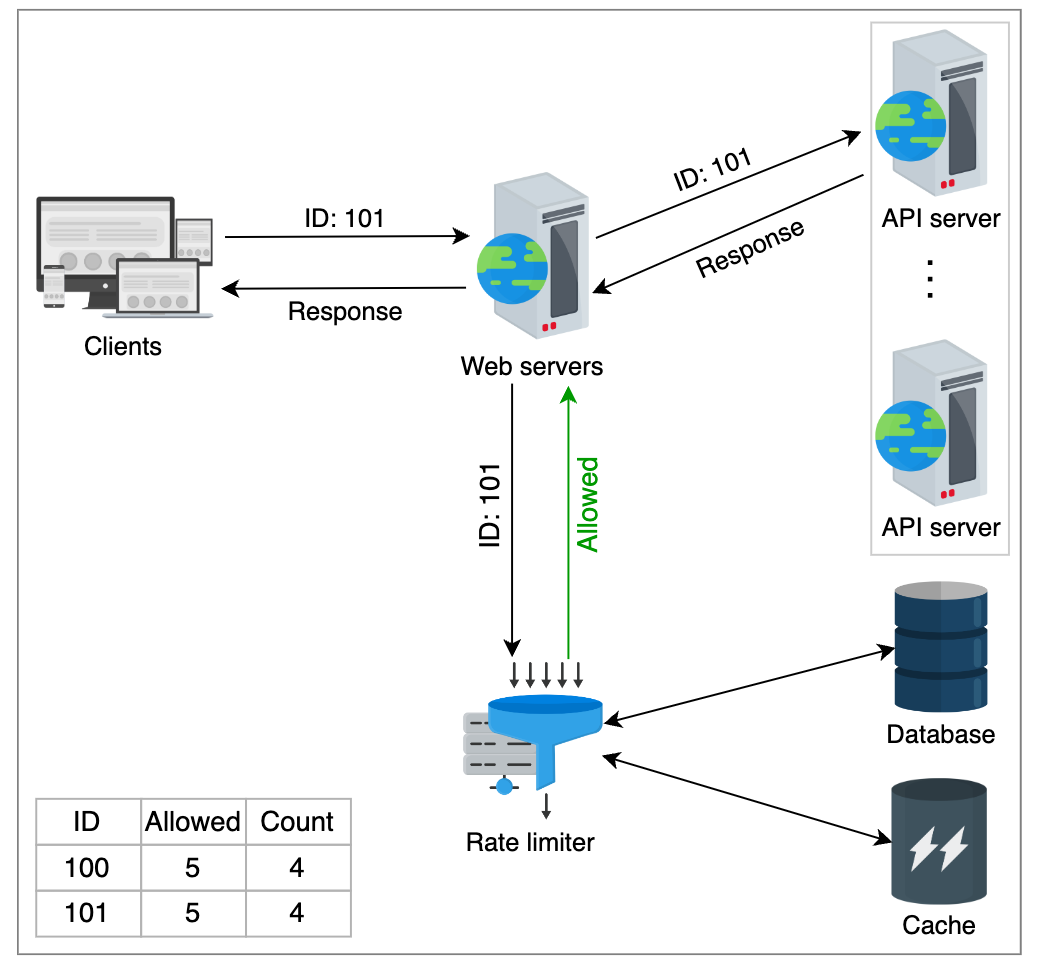 ID: 101
Response
Clients
Web servers
ID: 101
Response
API server
API server
ID: 101
Allowed
Rate limiter
Database
Cache
ID Allowed Count
100 5 4
101 5 4